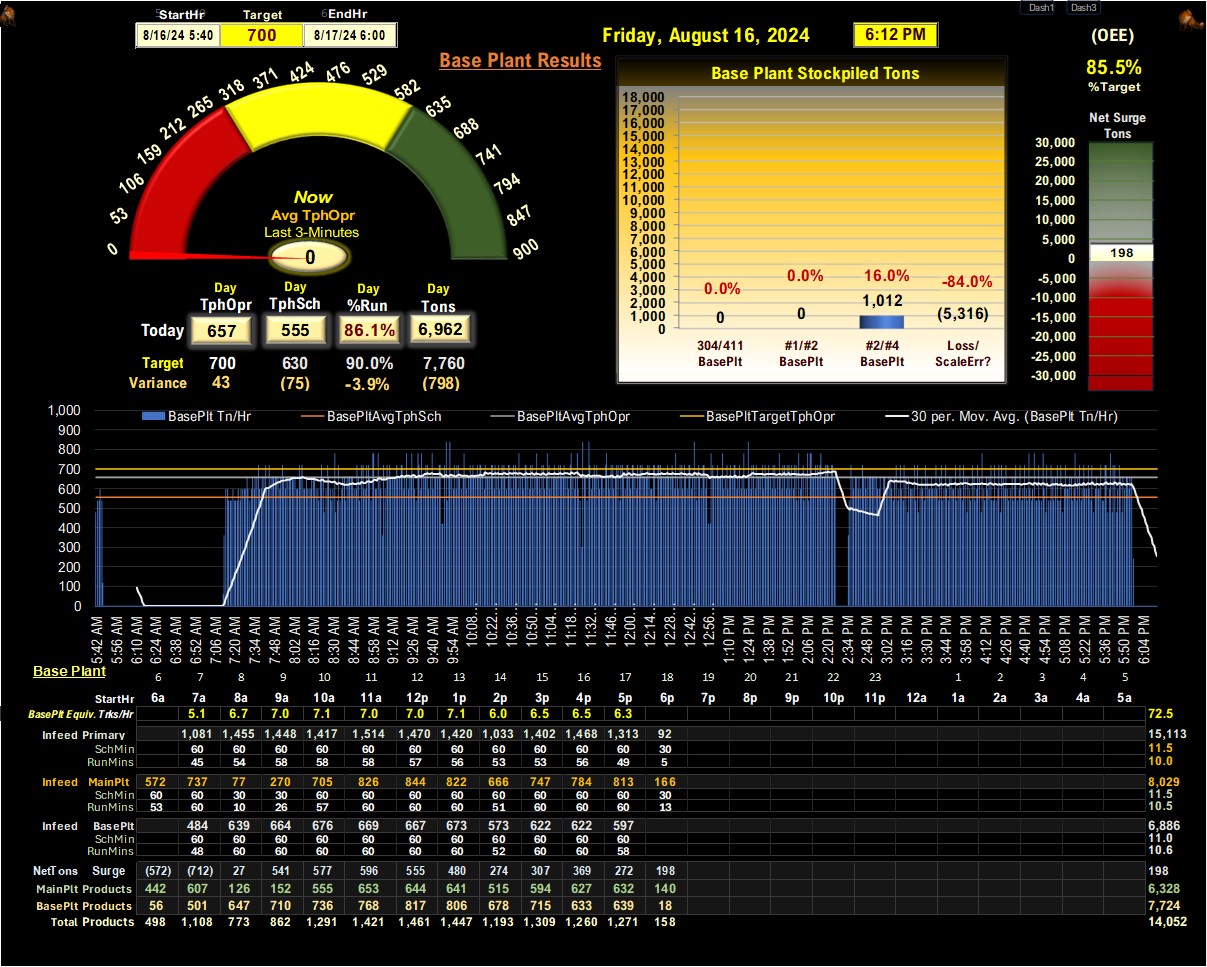 StartHr Target EndHr Dash1 Dash3
8/16/24 5:40 700 8/17/24 6:00
Friday, August 16, 2024 6:12 PM
(OEE)
85.5%
%Target
Base Plant Results
0 53 106 159 212 265 318 371 424 476 529 582 635 688 741 794 847 900
Now
Avg TphOpr
Last 3-Minutes
0
Day Day Day Day
TphOpr TphSch %Run Tons
Today 657 555 86.1% 6,962
Target 700 630 90.0% 7,760
Variance 43 (75) -3.9% (798)
Base Plant Stockpiled Tons
18,000
17,000
16,000
15,000
14,000
13,000
12,000
11,000
10,000
9,000
8,000
7,000
6,000
5,000
4,000
3,000
2,000
1,000
0
0.0% 0.0% 16.0% -84.0%
0 0 1,012 (5,316)
304/411 #1/#2 #2/#4 Loss/
BasePlt BasePlt BasePlt ScaleErr?
Net Surge
Tons
30,000
25,000
20,000
15,000
10,000
5,000
0
-5,000
-10,000
-15,000
-20,000
-25,000
-30,000
198
BasePlt Tn/Hr BasePltAvgTphSch BasePltAvgTphOpr BasePltTargetTphOpr 30 per. Mov. Avg. (BasePlt Tn/Hr)
1,000
900
800
700
600
500
400
300
200
100
0
5:42 AM 5:56 AM 6:10 AM 6:24 AM 6:38 AM 6:52 AM 7:06 AM 7:20 AM 7:34 AM 8:02 AM 8:16 AM 8:30 AM 8:44 AM 8:58 AM 9:12 AM 9:26 AM 9:40 AM 9:54 AM 10:08... 10:22... 10:36... 10:50... 11:04... 11:18... 11:32... 11:46... 12:00... 12:14... 12:28... 12:42... 12:56... 1:10 PM 1:24 PM 1:38 PM 1:52 PM 2:06 PM 2:20 PM 2:34 PM 2:48 PM 3:02 PM 3:16 PM 3:30 PM 3:44 PM 3:58 PM 4:12 PM 4:26 PM 4:40 PM 4:54 PM 5:08 PM 5:22 PM 5:36 PM 5:50 PM 6:04 PM
Base Plant 6 7 8 9 10 11 12 13 14 15 16 17 18 19 20 21 22 23 1 2 3 4 5
StartHr 6a 7a 8a 9a 10a 11a 12p 1p 2p 3p 4p 5p 6p 7p 8p 9p 10p 11p 12a 1a 2a 3a 4a 5a
BasePlt Equiv. Trks/Hr 5.1 6.7 7.0 7.1 7.0 7.0 7.1 6.0 6.5 6.5 6.3 72.5
Infeed Primary 1,081 1,455 1,448 1,417 1,514 1,470 1,420 1,033 1,402 1,468 1,313 92 15,113
SchMin 60 60 60 60 60 60 60 60 60 60 60 30 11.5
RunMins 45 54 58 58 58 57 56 53 53 56 49 5 10.0
Infeed MainPlt 572 737 77 270 705 826 844 822 666 747 784 813 166 8,029
SchMin 60 60 30 30 60 60 60 60 60 60 60 60 30 11.5
RunMins 53 60 10 26 57 60 60 60 51 60 60 60 13 10.5
Infeed BasePlt 484 639 664 676 669 667 673 573 622 622 597 6,886
SchMin 60 60 60 60 60 60 60 60 60 60 60 11.0
RunMins 48 60 60 60 60 60 60 52 60 60 58 10.6
NetTons Surge (572) (712) 27 541 577 596 555 480 274 307 369 272 198 198
MainPlt Products 442 607 126 152 555 653 644 641 515 594 627 632 140 6,328
BasePlt Products 56 501 647 710 736 768 817 806 678 715 633 639 18 7,724
Total Products 498 1,108 773 862 1,291 1,421 1,461 1,447 1,193 1,309 1,260 1,271 158 14,052